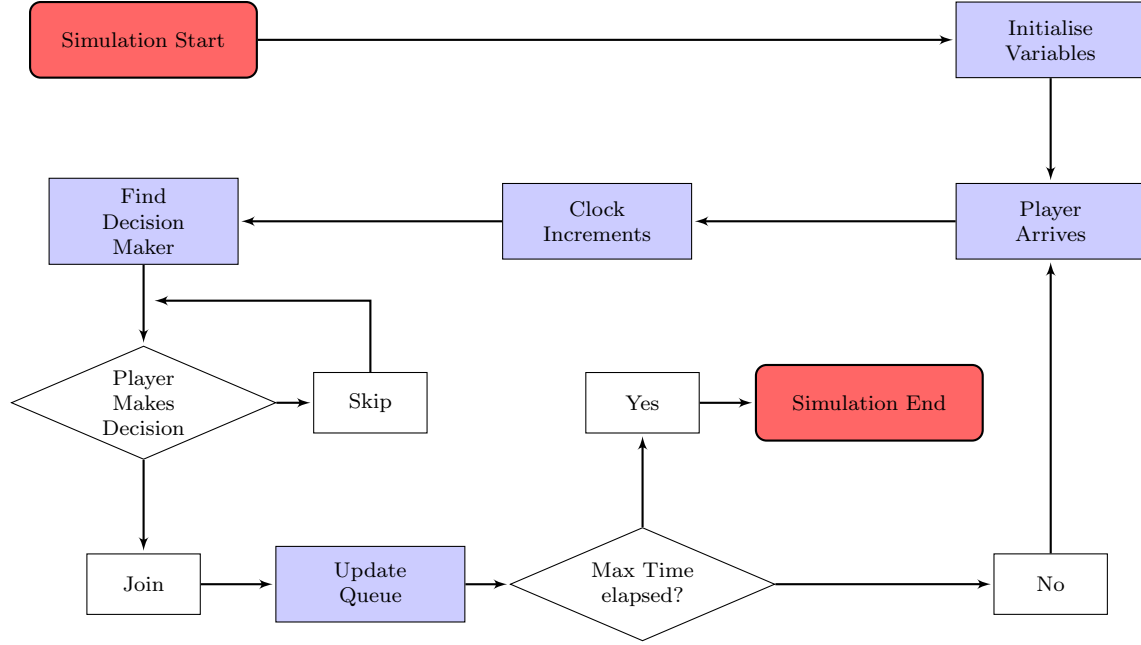 Simulation Start
Initialise
Variables
Find
Decision
Maker
Clock
Increments
Player
Arrives
Player
Makes
Decision
Skip
Yes
Simulation End
Join
Update
Queue
Max Time
elapsed?
No